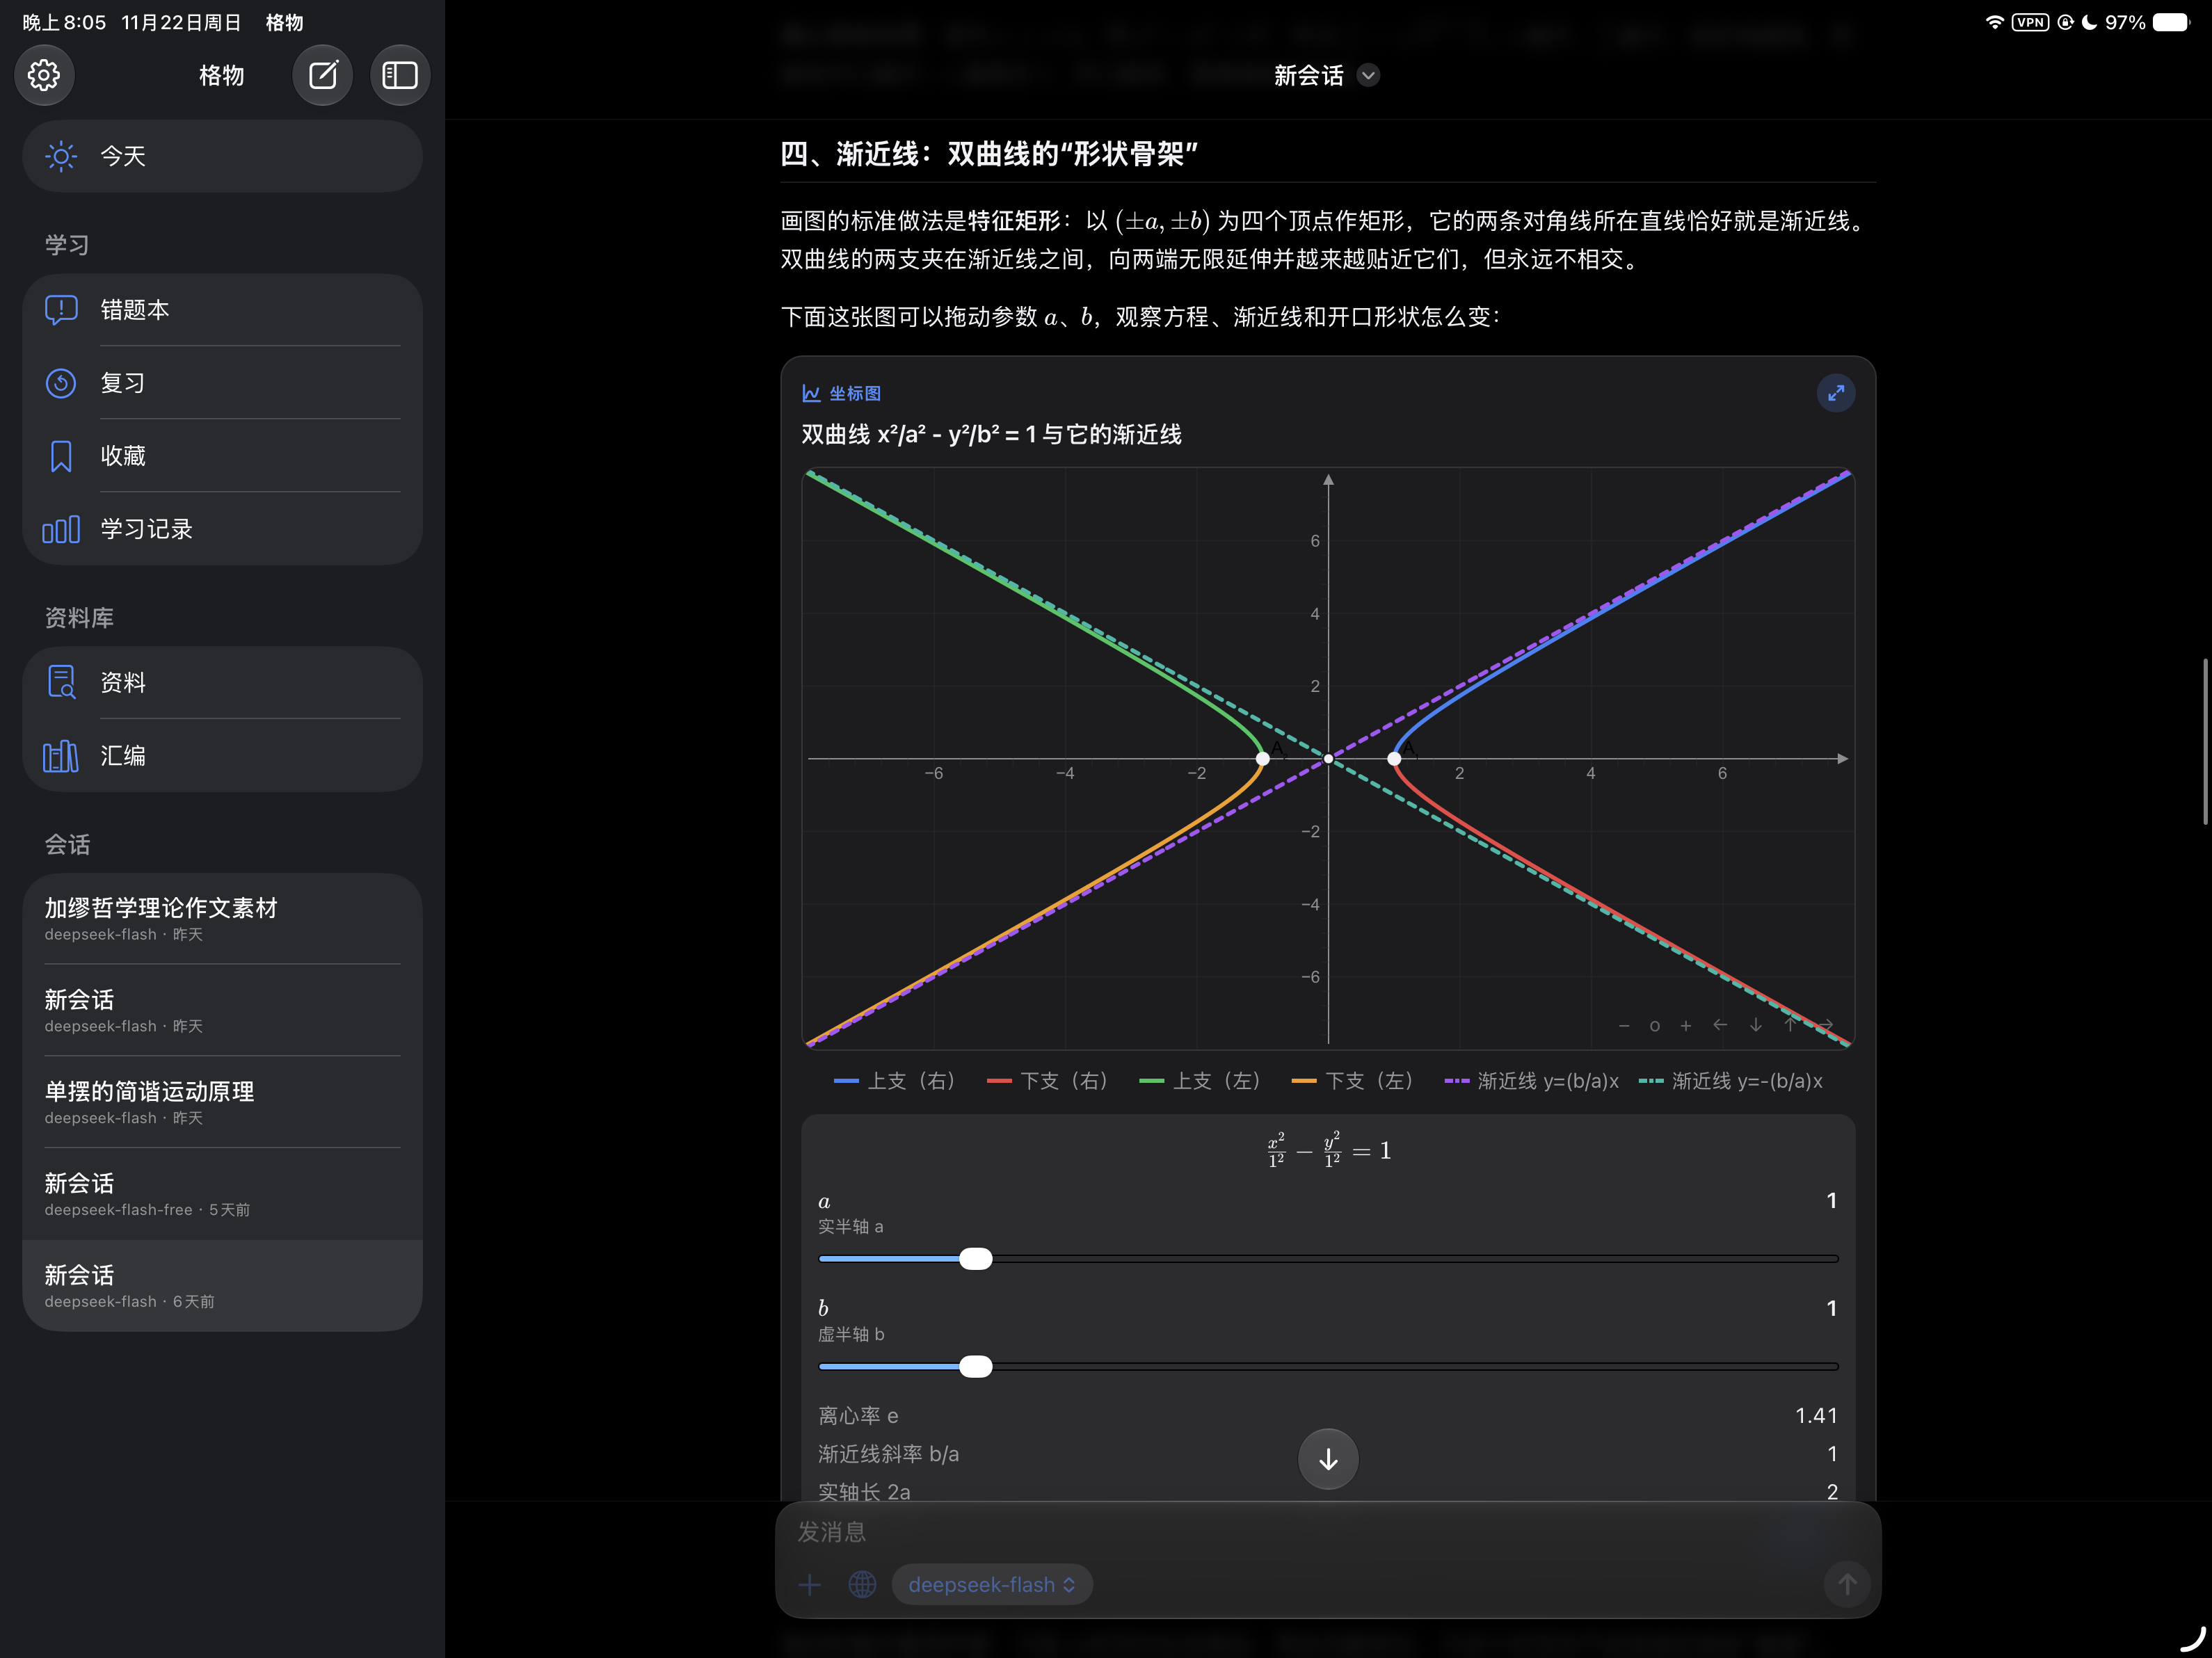 晚上8:05 11月22日周日 格物
VPN 97%
格物
今天
学习
错题本
复习
收藏
学习记录
资料库
资料
汇编
会话
加缪哲学理论作文素材
deepseek-flash · 昨天
新会话
deepseek-flash · 昨天
单摆的简谐运动原理
deepseek-flash · 昨天
新会话
deepseek-flash-free · 5天前
新会话
deepseek-flash · 6天前
新会话
四、渐近线：双曲线的“形状骨架”
画图的标准做法是特征矩形：以 (±a, ±b) 为四个顶点作矩形，它的两条对角线所在直线恰好就是渐近线。
双曲线的两支夹在渐近线之间，向两端无限延伸并越来越贴近它们，但永远不相交。
下面这张图可以拖动参数 a、b，观察方程、渐近线和开口形状怎么变：
坐标图
双曲线 x²/a² - y²/b² = 1 与它的渐近线
6
4
2
A A
−6 −4 −2 2 4 6
−2
−4
−6
− o + ← ↓ ↑ →
上支（右） 下支（右） 上支（左） 下支（左） 渐近线 y=(b/a)x 渐近线 y=-(b/a)x
x²/1² − y²/1² = 1
a 1
实半轴 a
b 1
虚半轴 b
离心率 e 1.41
渐近线斜率 b/a 1
实轴长 2a 2
发消息
deepseek-flash